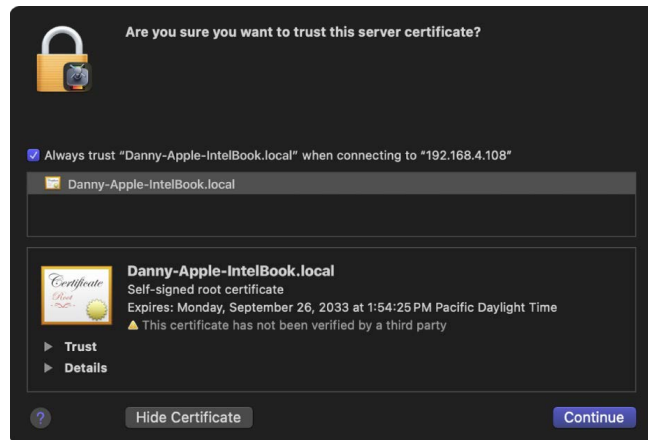 Are you sure you want to trust this server certificate?
Always trust “Danny-Apple-IntelBook.local” when connecting to “192.168.4.108”
Danny-Apple-IntelBook.local
Certificate
Root
Danny-Apple-IntelBook.local
Self-signed root certificate
Expires: Monday, September 26, 2033 at 1:54:25 PM Pacific Daylight Time
This certificate has not been verified by a third party
Trust
Details
?
Hide Certificate
Continue